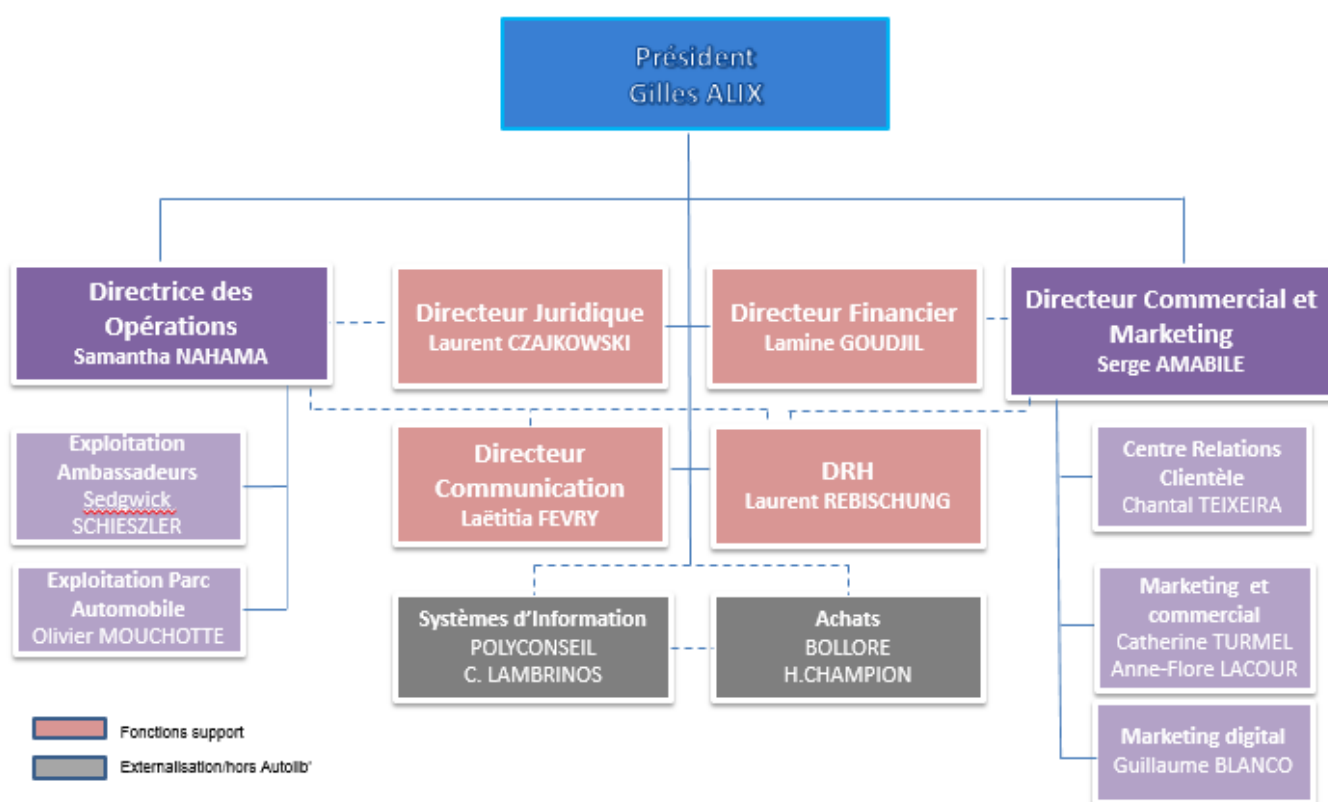 Président
Gilles ALIX
Directrice des
Opérations
Samantha NAHAMA
Directeur Juridique
Laurent CZAJKOWSKI
Directeur Financier
Lamine GOUDJIL
Directeur Commercial et
Marketing
Serge AMABILE
Exploitation
Ambassadeurs
Sedgwick
SCHIESZLER
Directeur
Communication
Laëtitia FEVRY
DRH
Laurent REBISCHUNG
Centre Relations
Clientèle
Chantal TEIXEIRA
Exploitation Parc
Automobile
Olivier MOUCHOTTE
Systèmes d’Information
POLYCONSEIL
C. LAMBRINOS
Achats
BOLLORE
H.CHAMPION
Marketing et
commercial
Catherine TURMEL
Anne-Flore LACOUR
Marketing digital
Guillaume BLANCO
Fonctions support
Externalisation/hors Autolib'